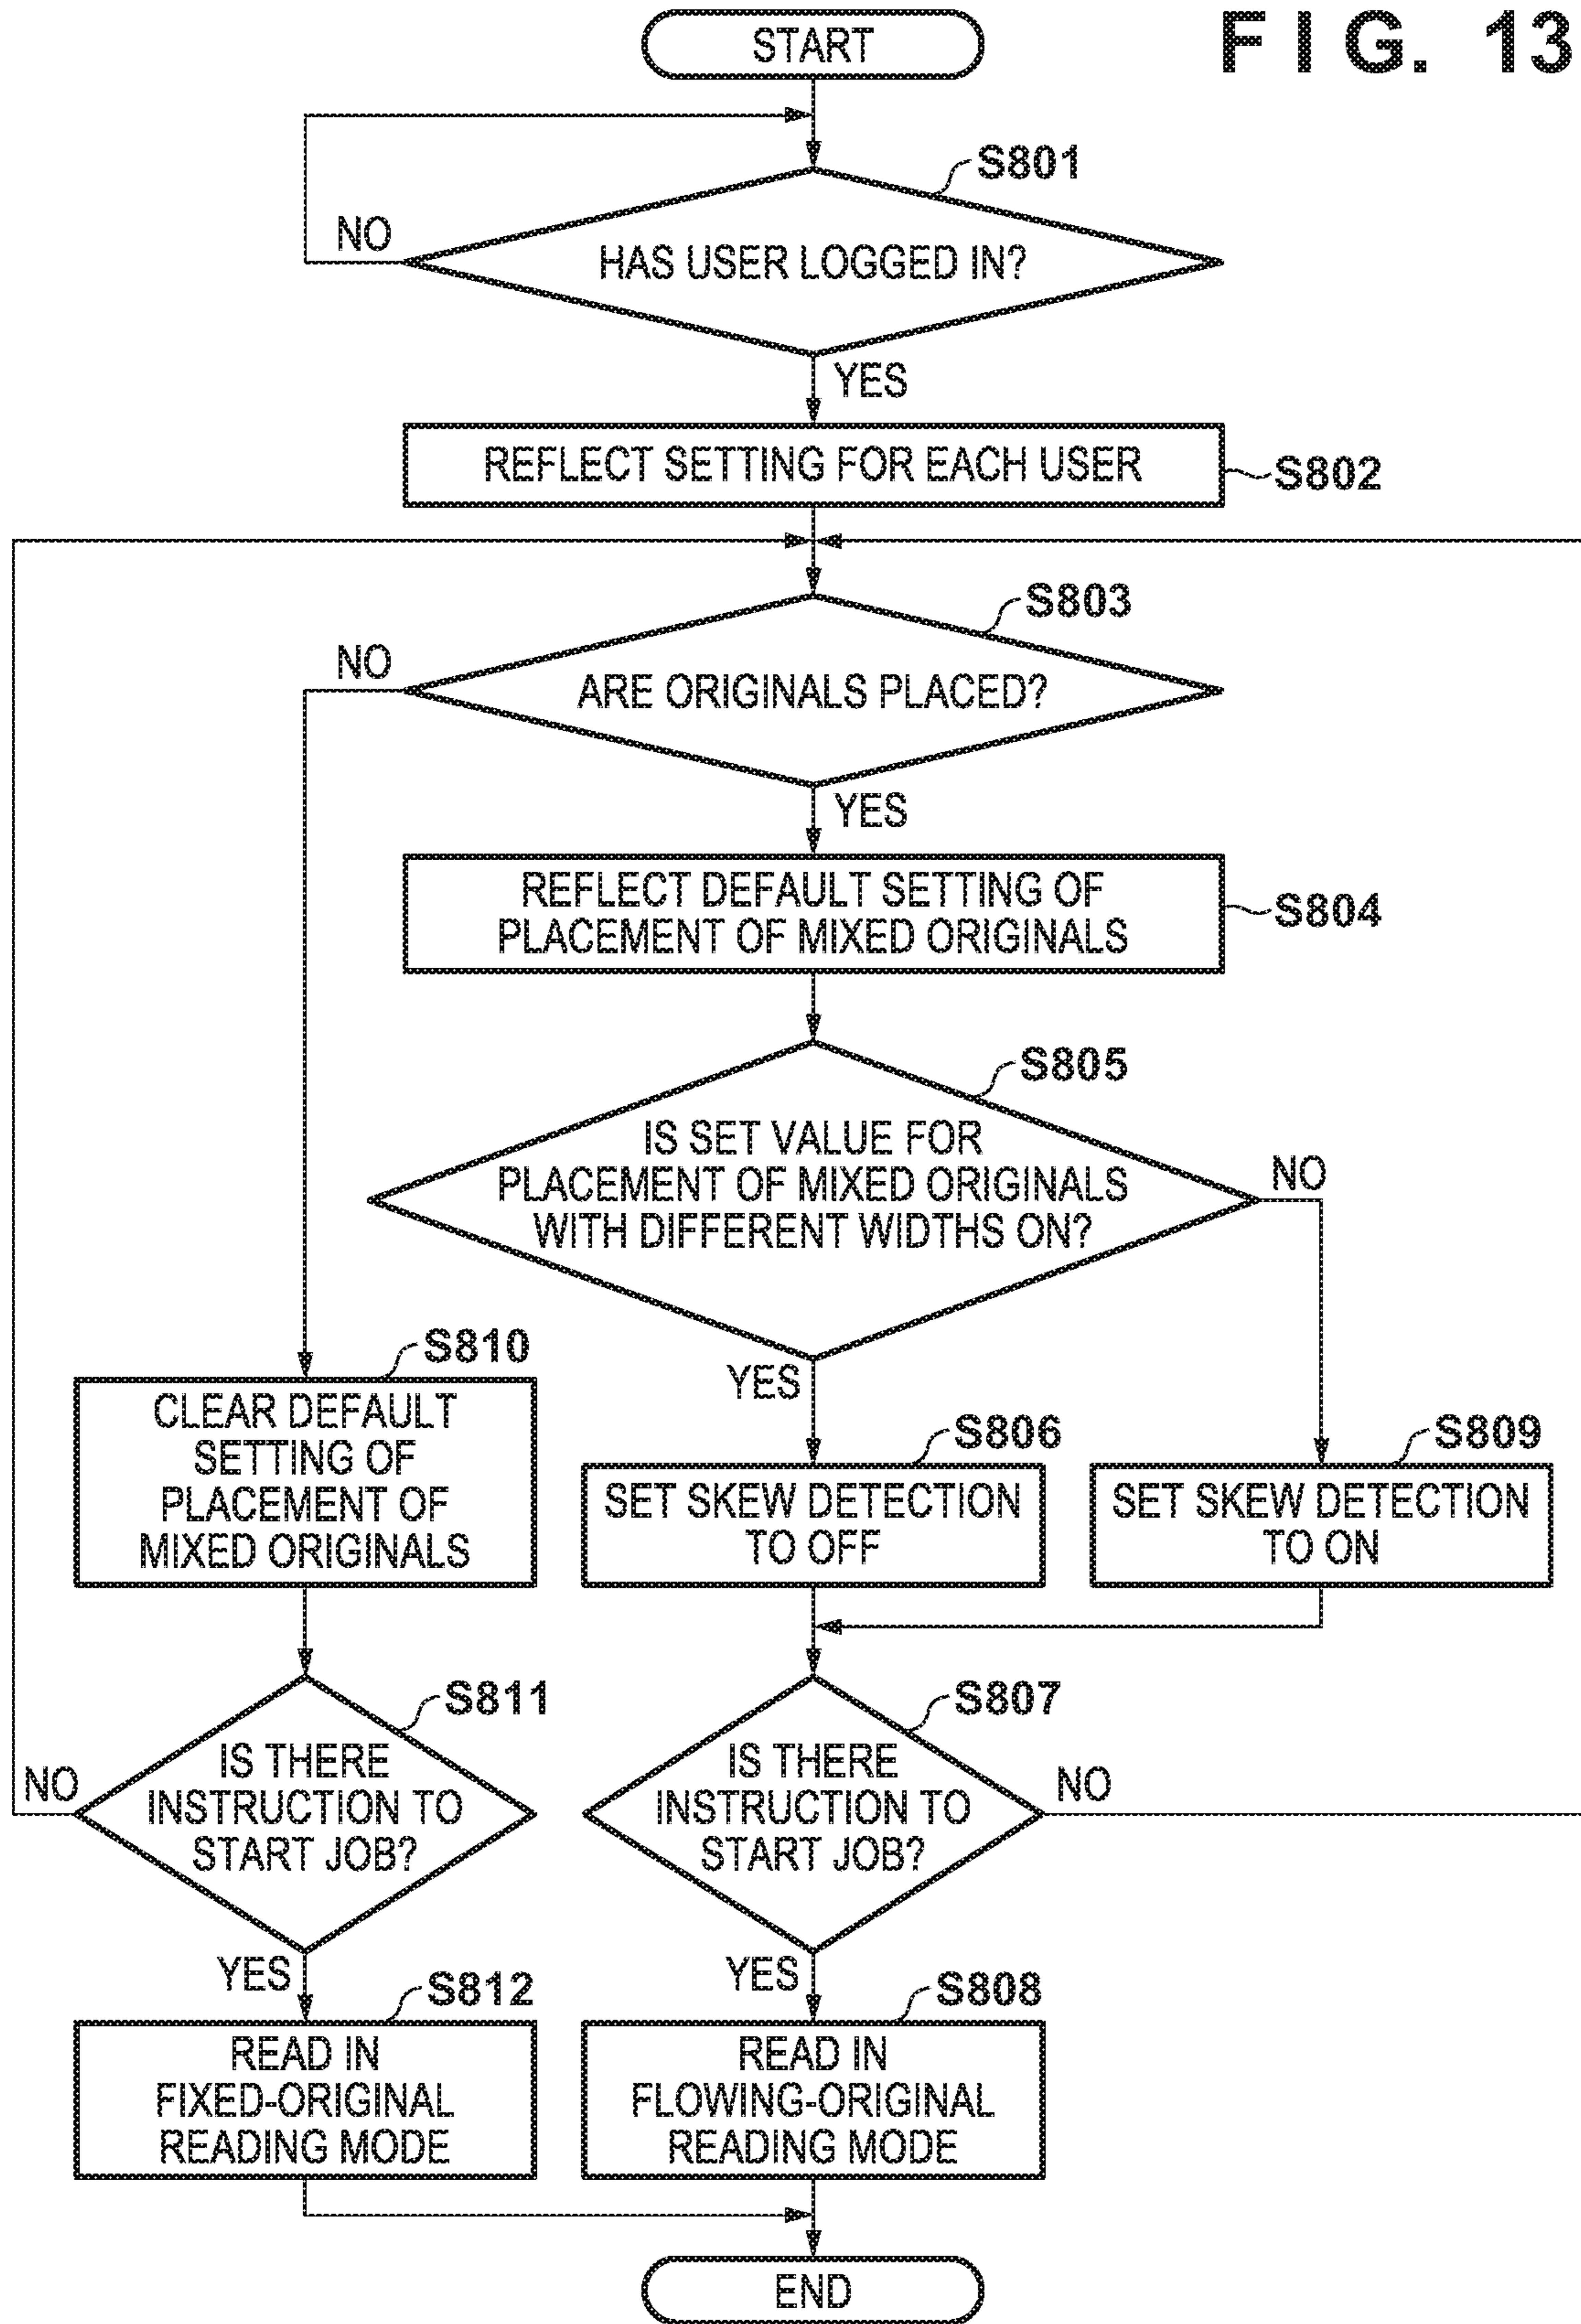 FIG. 13
START
S801
NO
HAS USER LOGGED IN?
YES
REFLECT SETTING FOR EACH USER
S802
S803
NO
ARE ORIGINALS PLACED?
YES
REFLECT DEFAULT SETTING OF
PLACEMENT OF MIXED ORIGINALS
S804
S805
IS SET VALUE FOR
PLACEMENT OF MIXED ORIGINALS
WITH DIFFERENT WIDTHS ON?
NO
YES
S810
CLEAR DEFAULT
SETTING OF
PLACEMENT OF
MIXED ORIGINALS
S806
SET SKEW DETECTION
TO OFF
S809
SET SKEW DETECTION
TO ON
S811
NO
IS THERE
INSTRUCTION TO
START JOB?
YES
S807
IS THERE
INSTRUCTION TO
START JOB?
NO
YES
S812
READ IN
FIXED-ORIGINAL
READING MODE
S808
READ IN
FLOWING-ORIGINAL
READING MODE
END